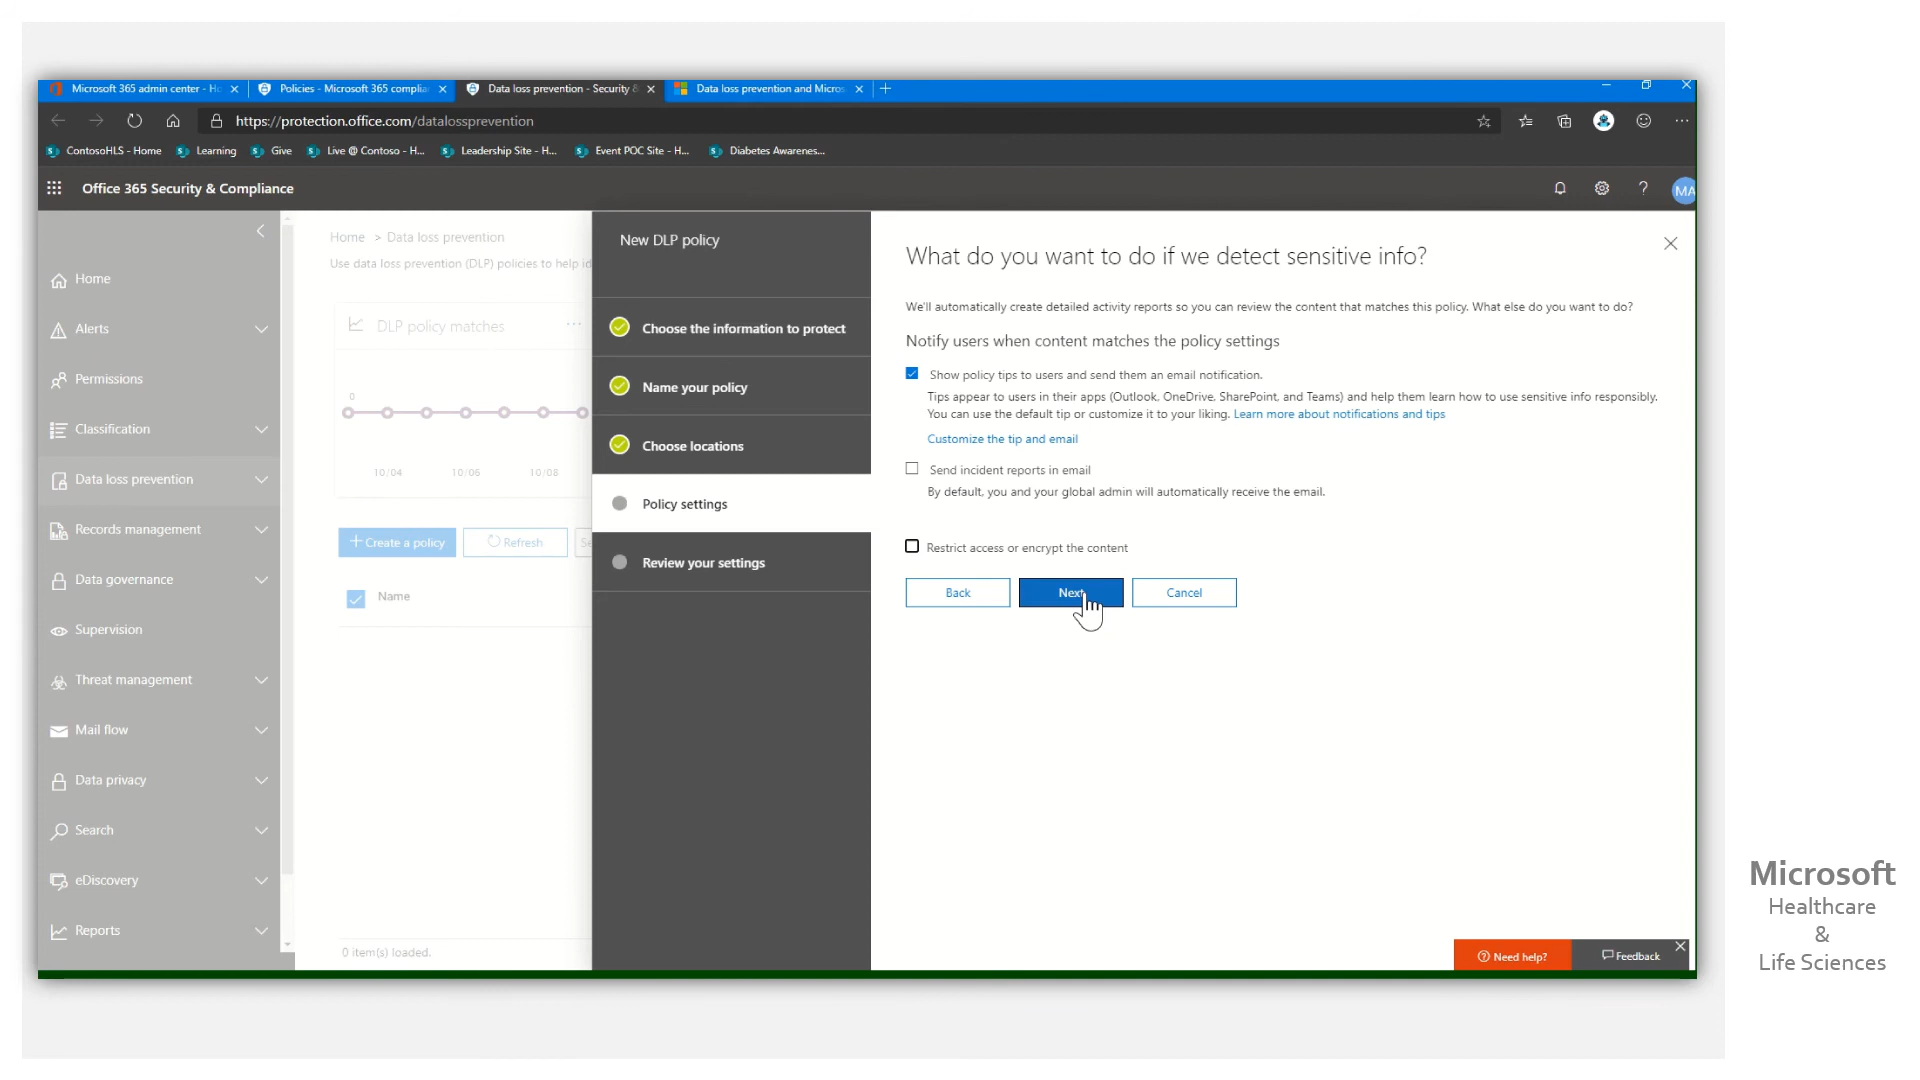 Microsoft 365 admin center - Ho
Policies - Microsoft 365 complia
Data loss prevention - Security &
Data loss prevention and Micros
https://protection.office.com/datalossprevention
ContosoHLS - Home
Learning
Give
Live @ Contoso - H...
Leadership Site - H...
Event POC Site - H...
Diabetes Awarenes...
Office 365 Security & Compliance
?
MA
Home
Alerts
Permissions
Classification
Data loss prevention
Records management
Data governance
Supervision
Threat management
Mail flow
Data privacy
Search
eDiscovery
Reports
Home > Data loss prevention
Use data loss prevention (DLP) policies to help id
DLP policy matches
0
10/04 10/06 10/08
+ Create a policy
Refresh
Se
Name
0 item(s) loaded.
New DLP policy
Choose the information to protect
Name your policy
Choose locations
Policy settings
Review your settings
What do you want to do if we detect sensitive info?
We'll automatically create detailed activity reports so you can review the content that matches this policy. What else do you want to do?
Notify users when content matches the policy settings
Show policy tips to users and send them an email notification.
Tips appear to users in their apps (Outlook, OneDrive, SharePoint, and Teams) and help them learn how to use sensitive info responsibly.
You can use the default tip or customize it to your liking. Learn more about notifications and tips
Customize the tip and email
Send incident reports in email
By default, you and your global admin will automatically receive the email.
Restrict access or encrypt the content
Back
Next
Cancel
Need help?
Feedback
Microsoft
Healthcare
&
Life Sciences